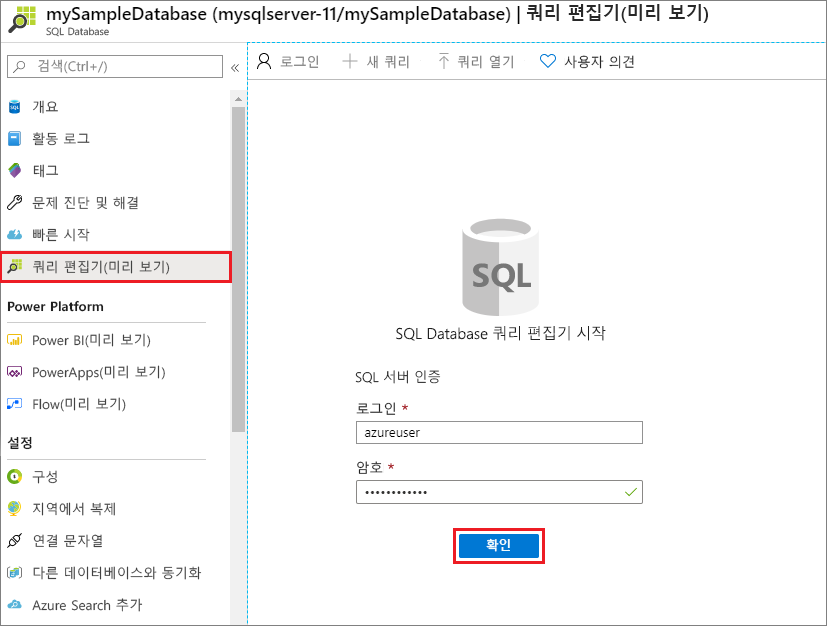 mySampleDatabase (mysqlserver-11/mySampleDatabase) | 쿼리 편집기(미리 보기)
SQL Database
검색(Ctrl+/)
«
로그인
새 쿼리
쿼리 열기
사용자 의견
개요
활동 로그
태그
문제 진단 및 해결
빠른 시작
쿼리 편집기(미리 보기)
Power Platform
Power BI(미리 보기)
PowerApps(미리 보기)
Flow(미리 보기)
설정
구성
지역에서 복제
연결 문자열
다른 데이터베이스와 동기화
Azure Search 추가
SQL
SQL Database 쿼리 편집기 시작
SQL 서버 인증
로그인 *
azureuser
암호 *
••••••••••••
확인